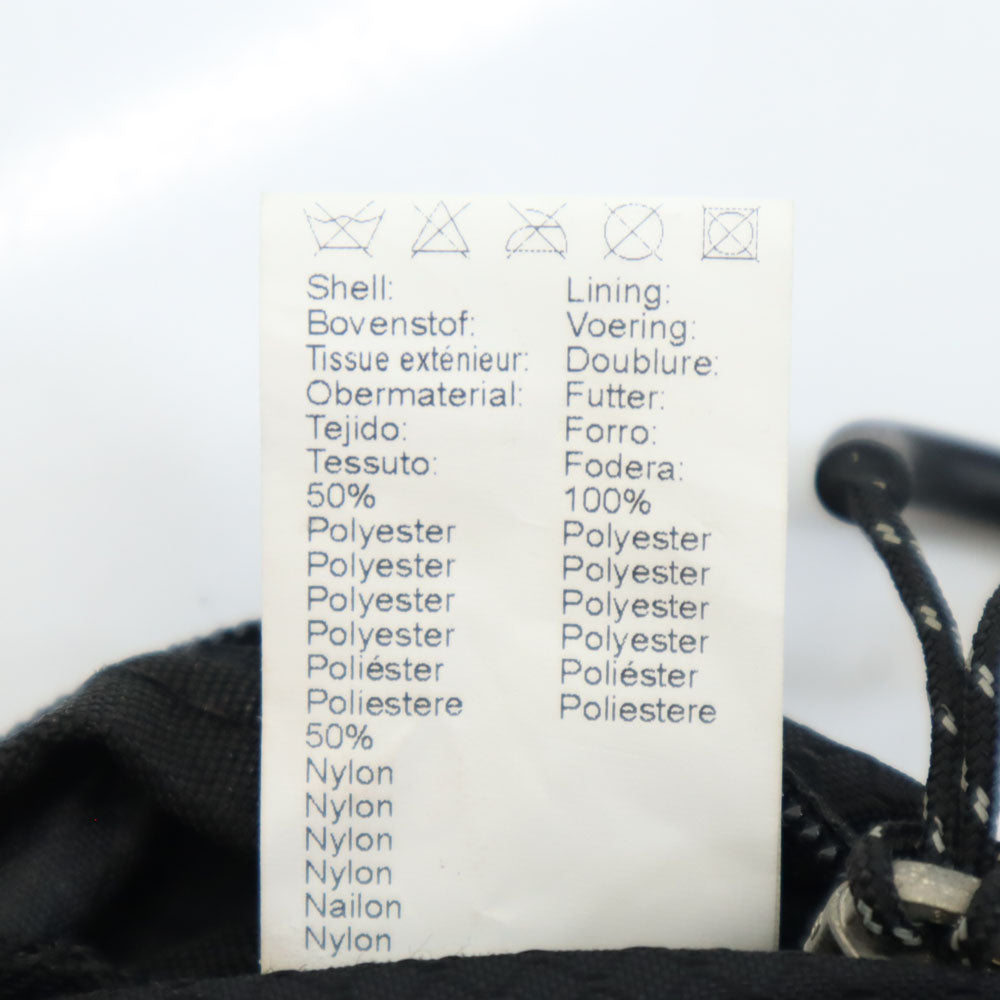 Shell:
Bovenstof:
Tissue exténieur:
Obermaterial:
Tejido:
Tessuto:
50%
Polyester
Polyester
Polyester
Polyester
Poliéster
Poliestere
50%
Nylon
Nylon
Nylon
Nylon
Nailon
Nylon
Lining:
Voering:
Doublure:
Futter:
Forro:
Fodera:
100%
Polyester
Polyester
Polyester
Polyester
Poliéster
Poliestere